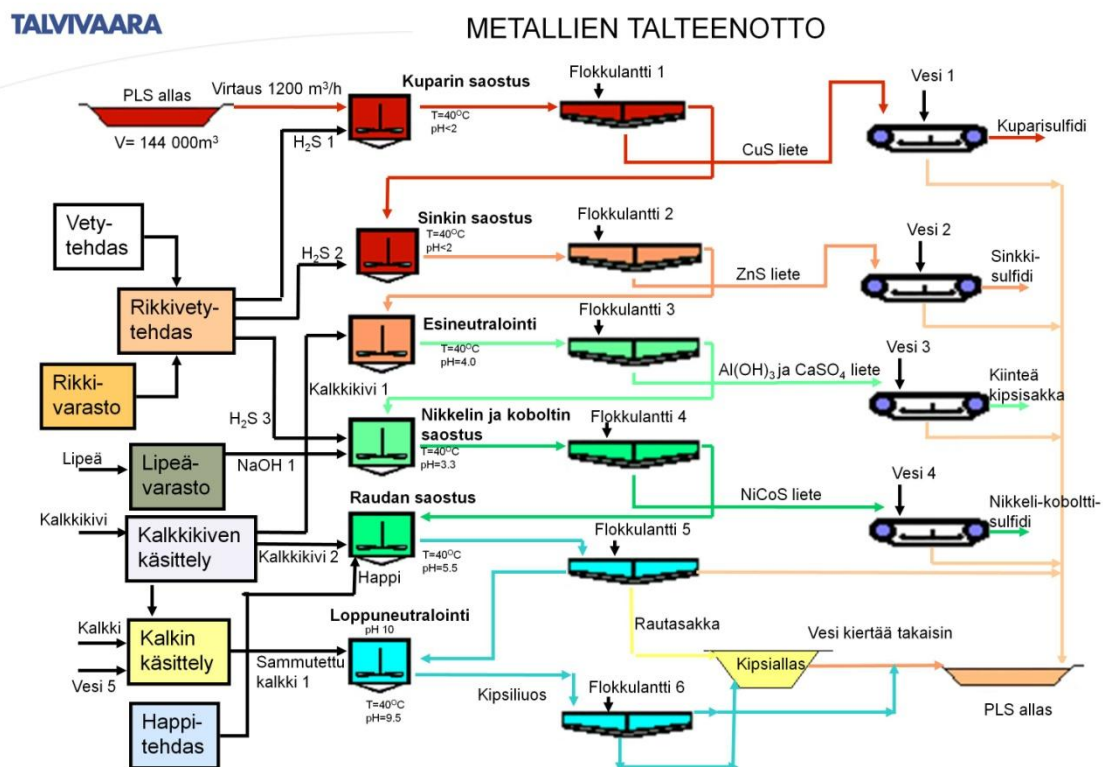 TALVIVAARA
METALLIEN TALTEENOTTO
PLS allas
Virtaus 1200 m³/h
V= 144 000m³
H₂S 1
Kuparin saostus
T=40⁰C
pH<2
Flokkulantti 1
CuS liete
Vesi 1
Kuparisulfidi
Vety-
tehdas
H₂S 2
Sinkin saostus
T=40⁰C
pH<2
Flokkulantti 2
ZnS liete
Vesi 2
Sinkki-
sulfidi
Rikkivety-
tehdas
Esineutralointi
T=40⁰C
pH=4.0
Flokkulantti 3
Al(OH)₃ ja CaSO₄ liete
Vesi 3
Kiinteä
kipsisakka
Rikki-
varasto
Kalkkikivi 1
H₂S 3
Nikkelin ja koboltin
saostus
T=40⁰C
pH=3.3
Flokkulantti 4
NiCoS liete
Vesi 4
Nikkeli-koboltti-
sulfidi
Lipeä
Lipeä-
varasto
NaOH 1
Raudan saostus
T=40⁰C
pH=5.5
Flokkulantti 5
Kalkkikivi
Kalkkikiven
käsittely
Kalkkikivi 2
Happi
Rautasakka
Vesi kiertää takaisin
Loppuneutralointi
pH 10
T=40⁰C
pH=9.5
Kalkki
Kalkin
käsittely
Vesi 5
Sammutettu
kalkki 1
Kipsiliuos
Flokkulantti 6
Kipsiallas
PLS allas
Happi-
tehdas